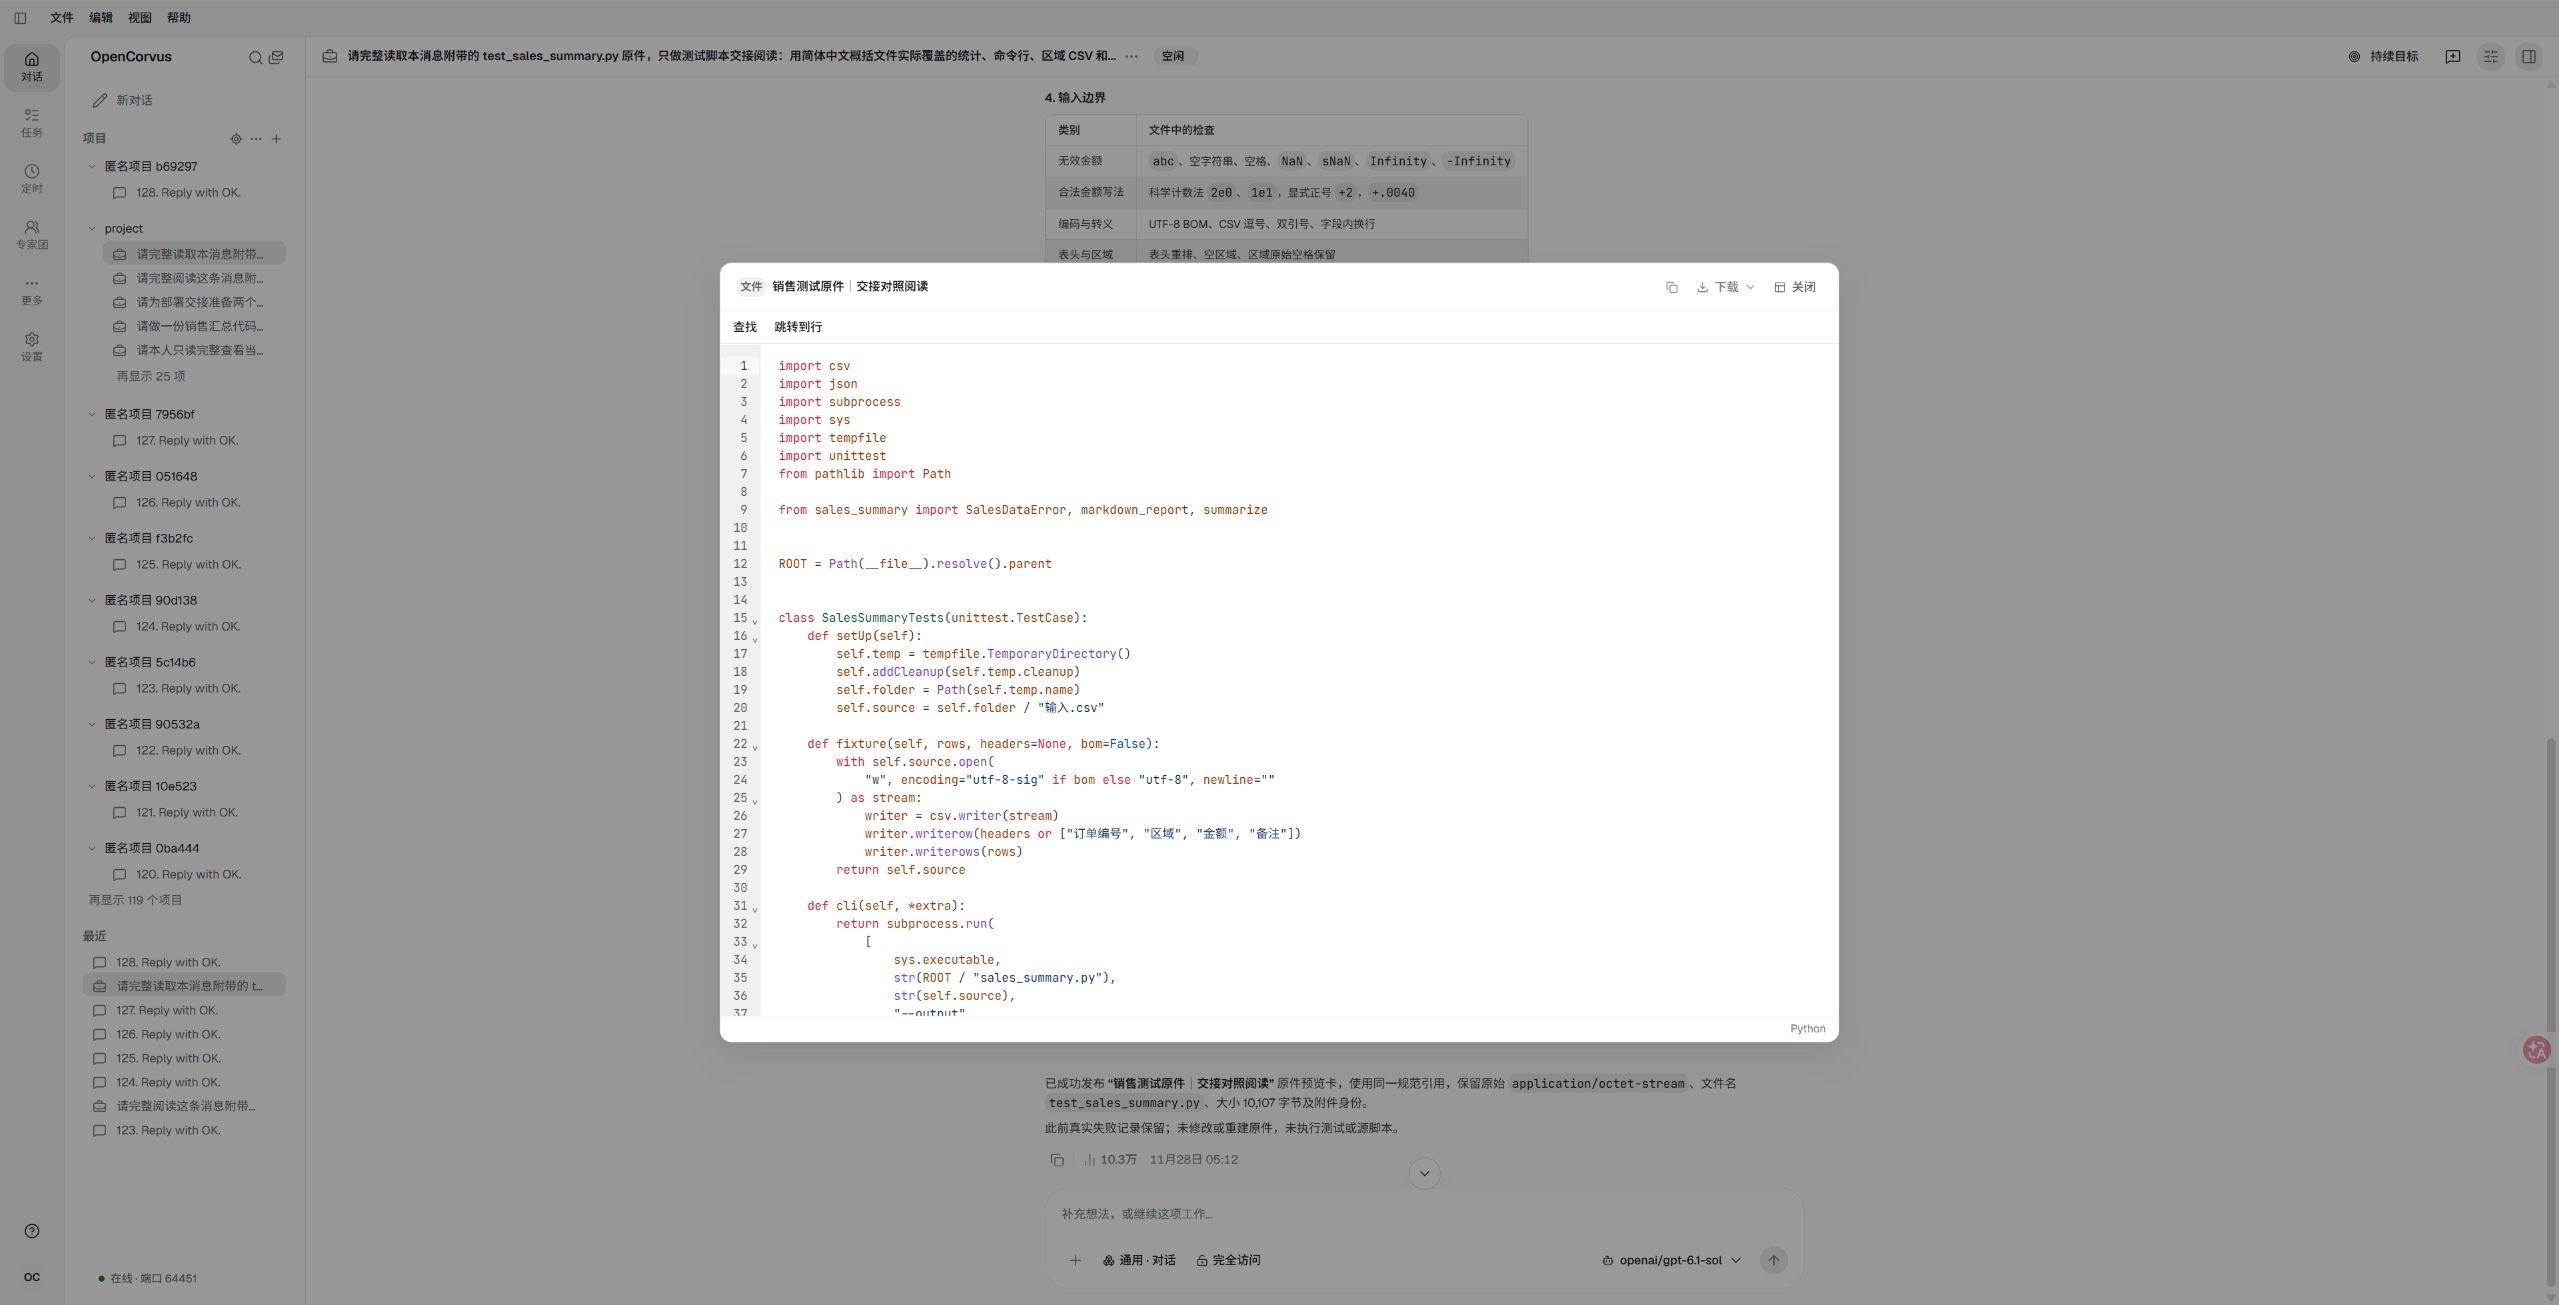 文件 编辑 视图 帮助
对话
任务
定时
专家团
更多
设置
OC
OpenCorvus
新对话
项目
匿名项目 b69297
128. Reply with OK.
project
请完整读取本消息附带...
请完整阅读这条消息附...
请为部署交接准备两个...
请做一份销售汇总代码...
请本人只读完整查看当...
再显示 25 项
匿名项目 7956bf
127. Reply with OK.
匿名项目 051648
126. Reply with OK.
匿名项目 f3b2fc
125. Reply with OK.
匿名项目 90d138
124. Reply with OK.
匿名项目 5c14b6
123. Reply with OK.
匿名项目 90532a
122. Reply with OK.
匿名项目 10e523
121. Reply with OK.
匿名项目 0ba444
120. Reply with OK.
再显示 119 个项目
最近
128. Reply with OK.
请完整读取本消息附带的 t...
127. Reply with OK.
126. Reply with OK.
125. Reply with OK.
124. Reply with OK.
请完整阅读这条消息附带...
123. Reply with OK.
在线 · 端口 64451
请完整读取本消息附带的 test_sales_summary.py 原件，只做测试脚本交接阅读：用简体中文概括文件实际覆盖的统计、命令行、区域 CSV 和... ··· 空闲
持续目标
4. 输入边界
类别 文件中的检查
无效金额 abc、空字符串、空格、NaN、sNaN、Infinity、-Infinity
合法金额写法 科学计数法 2e0、1e1，显式正号 +2，+.0040
编码与转义 UTF-8 BOM、CSV 逗号、双引号、字段内换行
表头与区域 表头重排、空区域、区域原始空格保留
文件 销售测试原件｜交接对照阅读
下载 关闭
查找 跳转到行
1 import csv
2 import json
3 import subprocess
4 import sys
5 import tempfile
6 import unittest
7 from pathlib import Path
8
9 from sales_summary import SalesDataError, markdown_report, summarize
10
11
12 ROOT = Path(__file__).resolve().parent
13
14
15 class SalesSummaryTests(unittest.TestCase):
16     def setUp(self):
17         self.temp = tempfile.TemporaryDirectory()
18         self.addCleanup(self.temp.cleanup)
19         self.folder = Path(self.temp.name)
20         self.source = self.folder / "输入.csv"
21
22     def fixture(self, rows, headers=None, bom=False):
23         with self.source.open(
24             "w", encoding="utf-8-sig" if bom else "utf-8", newline=""
25         ) as stream:
26             writer = csv.writer(stream)
27             writer.writerow(headers or ["订单编号", "区域", "金额", "备注"])
28             writer.writerows(rows)
29         return self.source
30
31     def cli(self, *extra):
32         return subprocess.run(
33             [
34                 sys.executable,
35                 str(ROOT / "sales_summary.py"),
36                 str(self.source),
37                 "--output"
Python
已成功发布 “销售测试原件｜交接对照阅读” 原件预览卡，使用同一规范引用，保留原始 application/octet-stream、文件名
test_sales_summary.py、大小 10,107 字节及附件身份。
此前真实失败记录保留；未修改或重建原件，未执行测试或源脚本。
10.3万 11月28日 05:12
补充想法，或继续这项工作...
通用 · 对话 完全访问 openai/gpt-6.1-sol